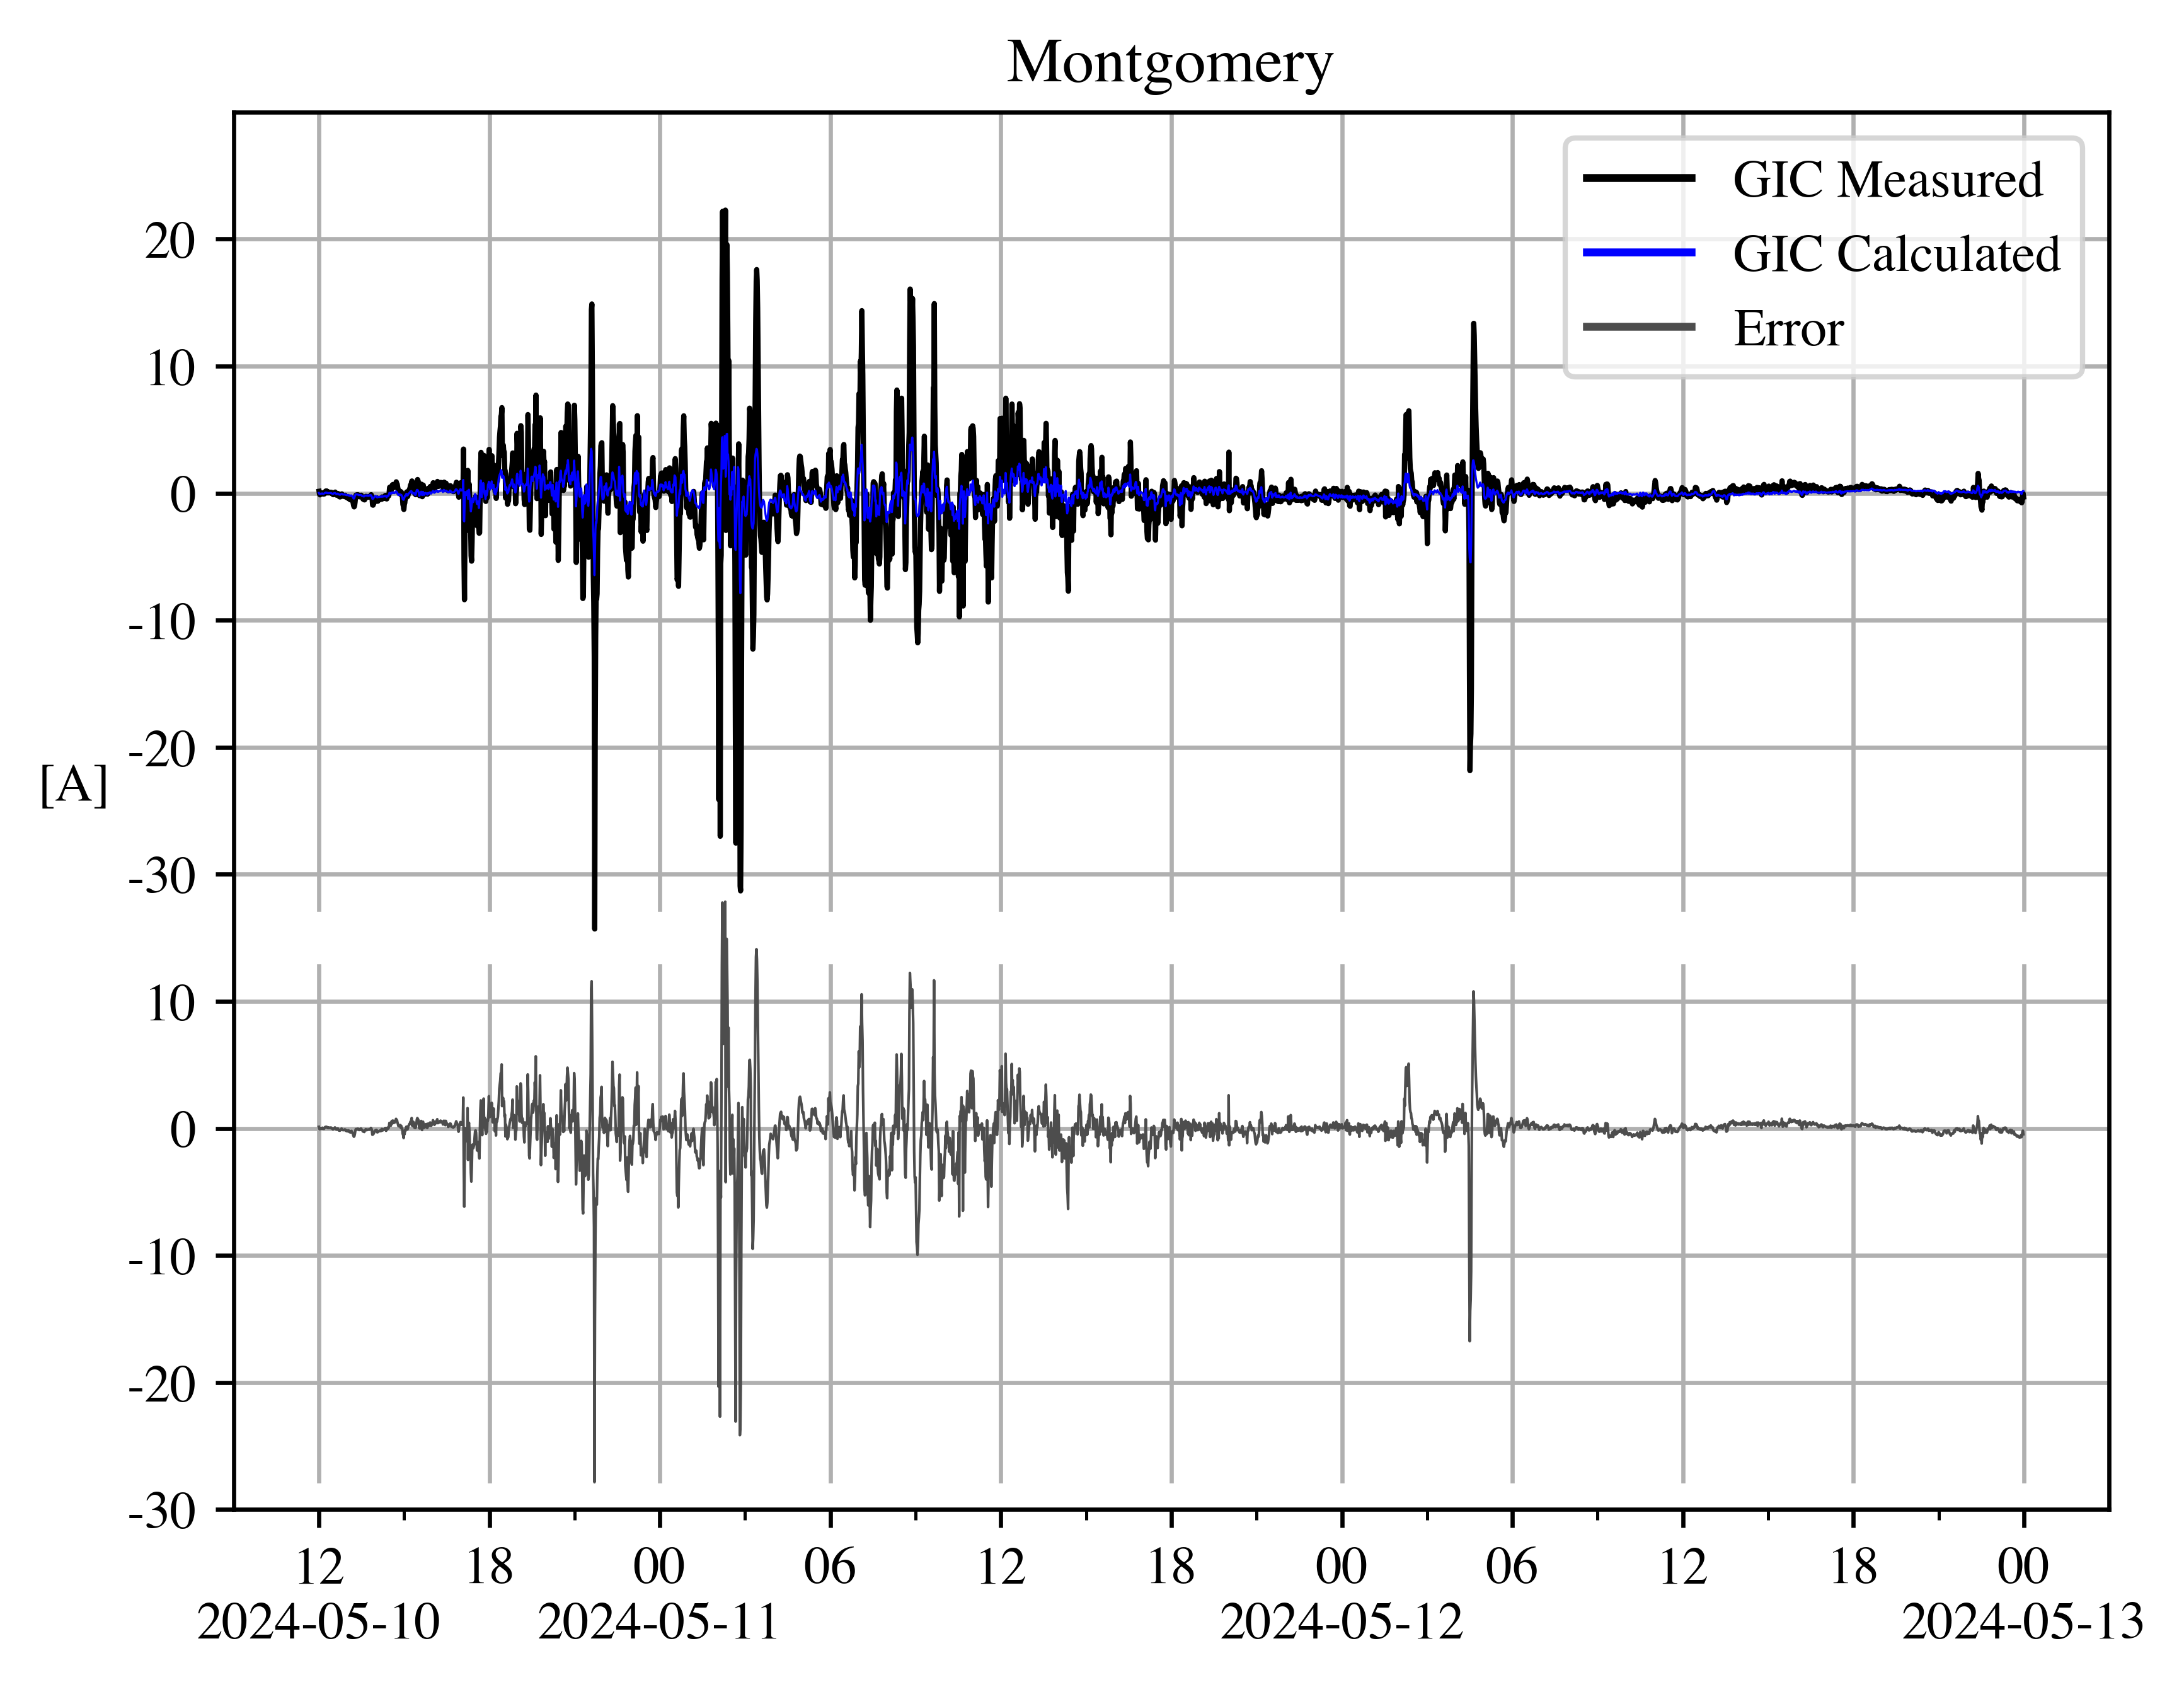 Montgomery
GIC Measured
GIC Calculated
Error
20
10
0
-10
-20
[A]
-30
10
0
-10
-20
-30
12 18 00 06 12 18 00 06 12 18 00
2024-05-10 2024-05-11 2024-05-12 2024-05-13